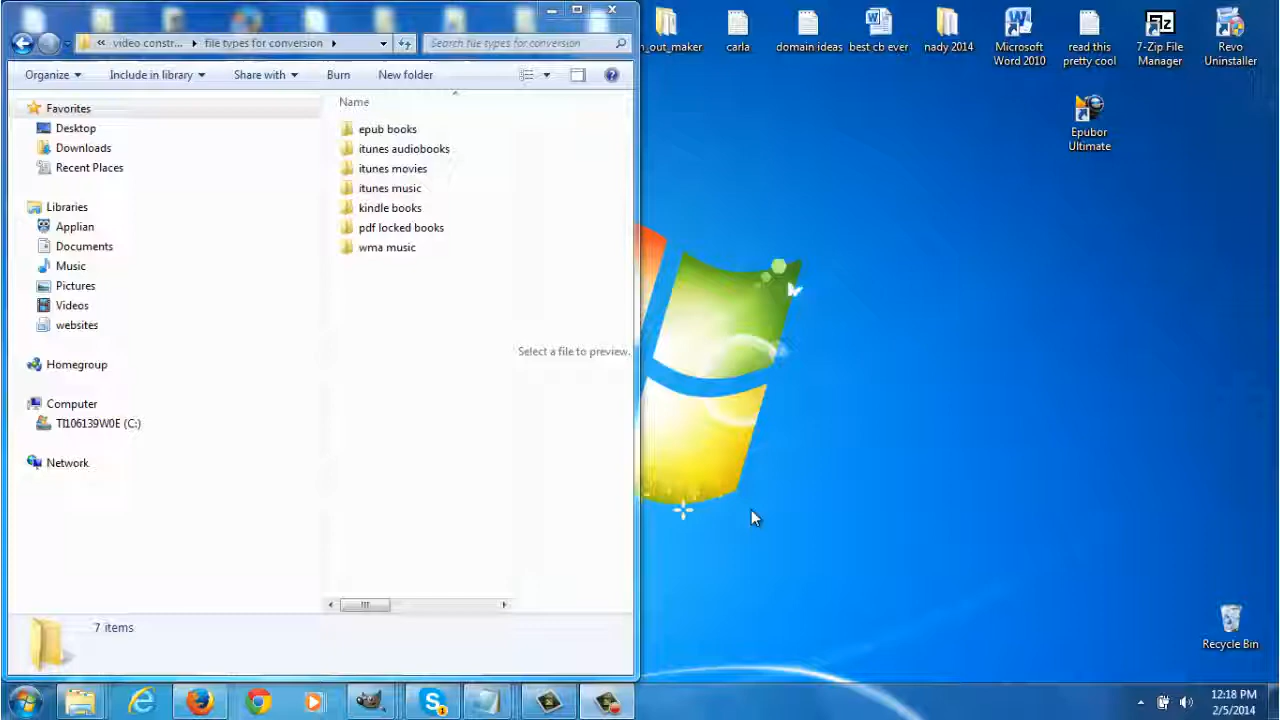 video constr...
file types for conversion
Search file types for conversion
Organize
Include in library
Share with
Burn
New folder
Favorites
Desktop
Downloads
Recent Places
Libraries
Applian
Documents
Music
Pictures
Videos
websites
Homegroup
Computer
TI106139W0E (C:)
Network
Name
epub books
itunes audiobooks
itunes movies
itunes music
kindle books
pdf locked books
wma music
Select a file to preview.
7 items
_out_maker
carla
domain ideas
best cb ever
nady 2014
Microsoft
Word 2010
read this
pretty cool
7-Zip File
Manager
Revo
Uninstaller
Epubor
Ultimate
Recycle Bin
12:18 PM
2/5/2014